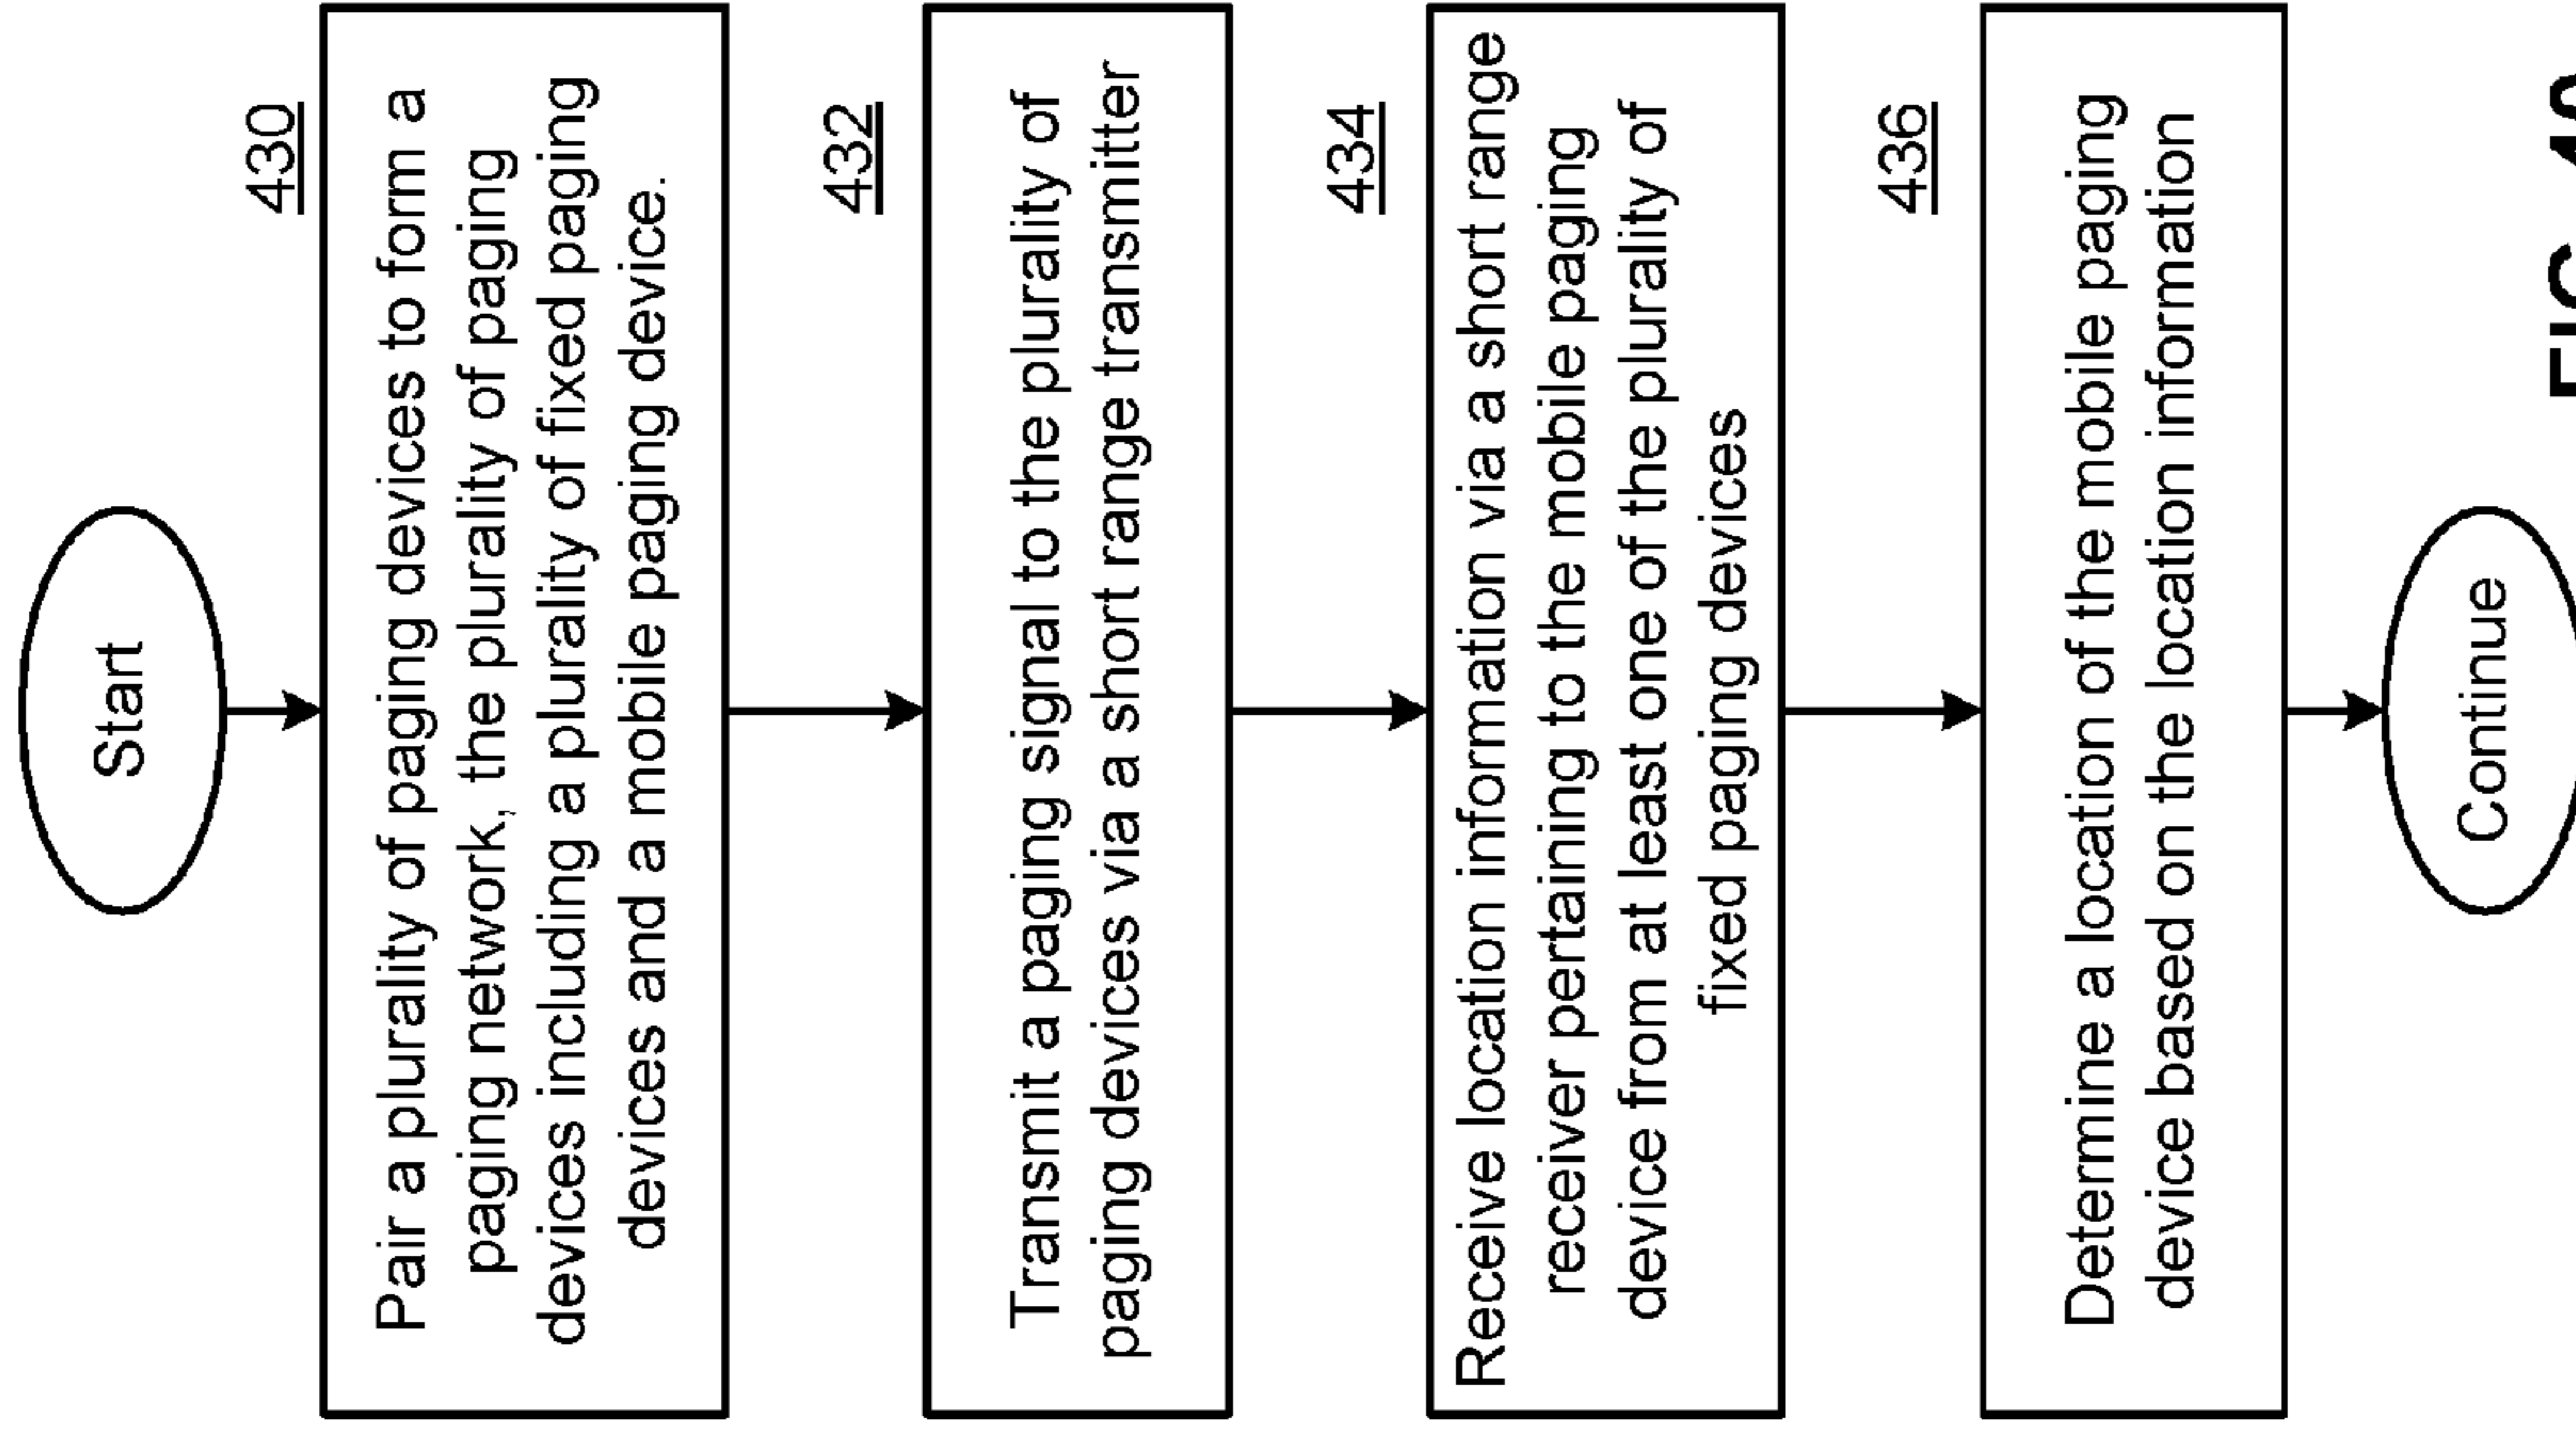 Start
430
Pair a plurality of paging devices to form a
paging network, the plurality of paging
devices including a plurality of fixed paging
devices and a mobile paging device.
432
Transmit a paging signal to the plurality of
paging devices via a short range transmitter
434
Receive location information via a short range
receiver pertaining to the mobile paging
device from at least one of the plurality of
fixed paging devices
436
Determine a location of the mobile paging
device based on the location information
Continue
FIG.